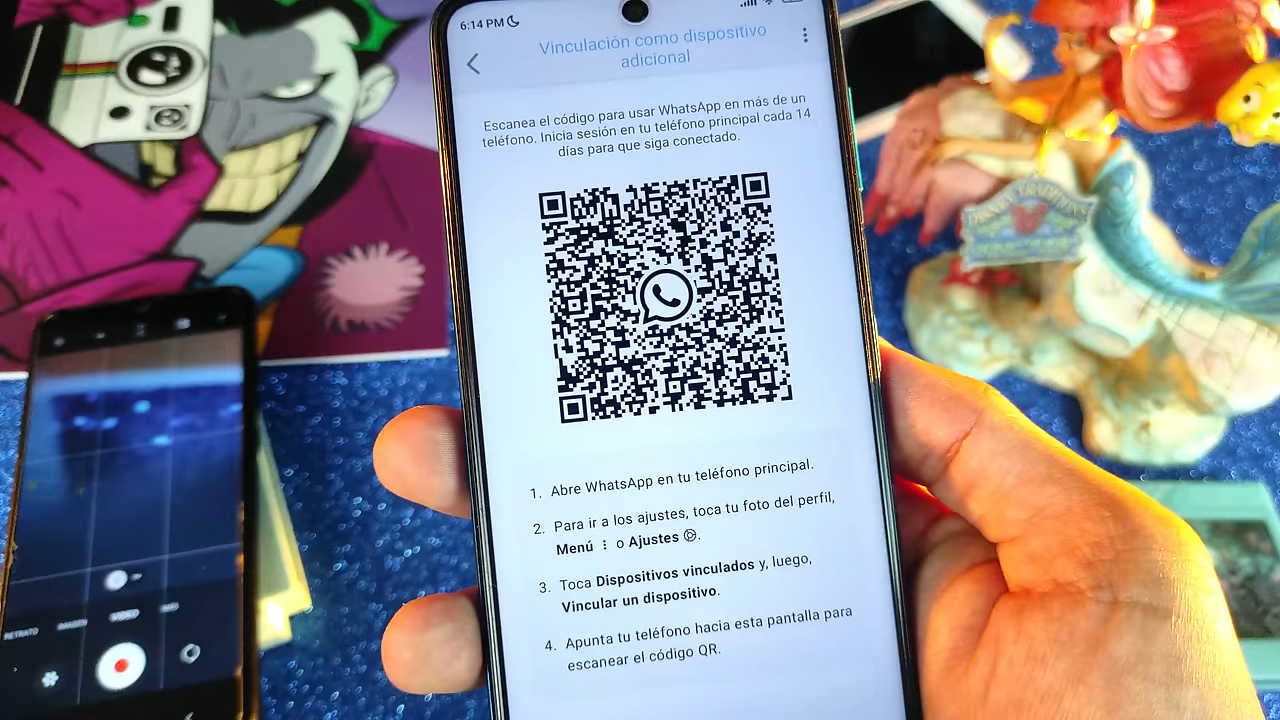 6:14 PM
Vinculación como dispositivo
adicional
Escanea el código para usar WhatsApp en más de un
teléfono. Inicia sesión en tu teléfono principal cada 14
días para que siga conectado.
1. Abre WhatsApp en tu teléfono principal.
2. Para ir a los ajustes, toca tu foto del perfil,
Menú ⋮ o Ajustes ⚙.
3. Toca Dispositivos vinculados y, luego,
Vincular un dispositivo.
4. Apunta tu teléfono hacia esta pantalla para
escanear el código QR.
DISNEY TRADITIONS
RETRATO
VIDEO